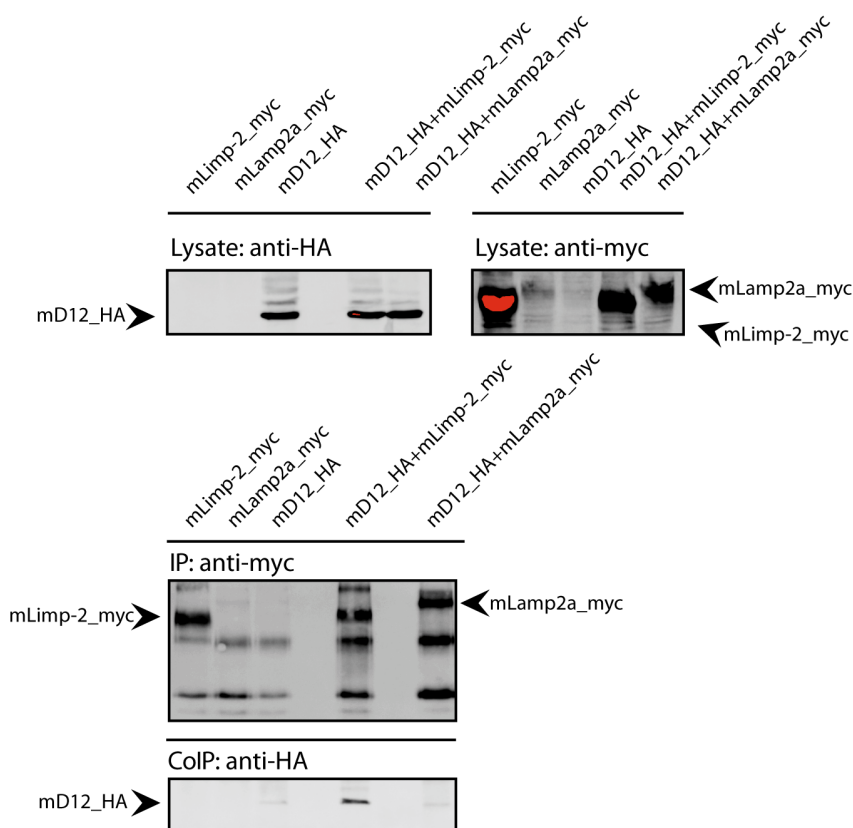 mLimp-2_myc
mLamp2a_myc
mD12_HA
mD12_HA+mLimp-2_myc
mD12_HA+mLamp2a_myc
mLimp-2_myc
mLamp2a_myc
mD12_HA
mD12_HA+mLimp-2_myc
mD12_HA+mLamp2a_myc
Lysate: anti-HA
Lysate: anti-myc
mD12_HA
mLamp2a_myc
mLimp-2_myc
mLimp-2_myc
mLamp2a_myc
mD12_HA
mD12_HA+mLimp-2_myc
mD12_HA+mLamp2a_myc
IP: anti-myc
mLimp-2_myc
mLamp2a_myc
CoIP: anti-HA
mD12_HA